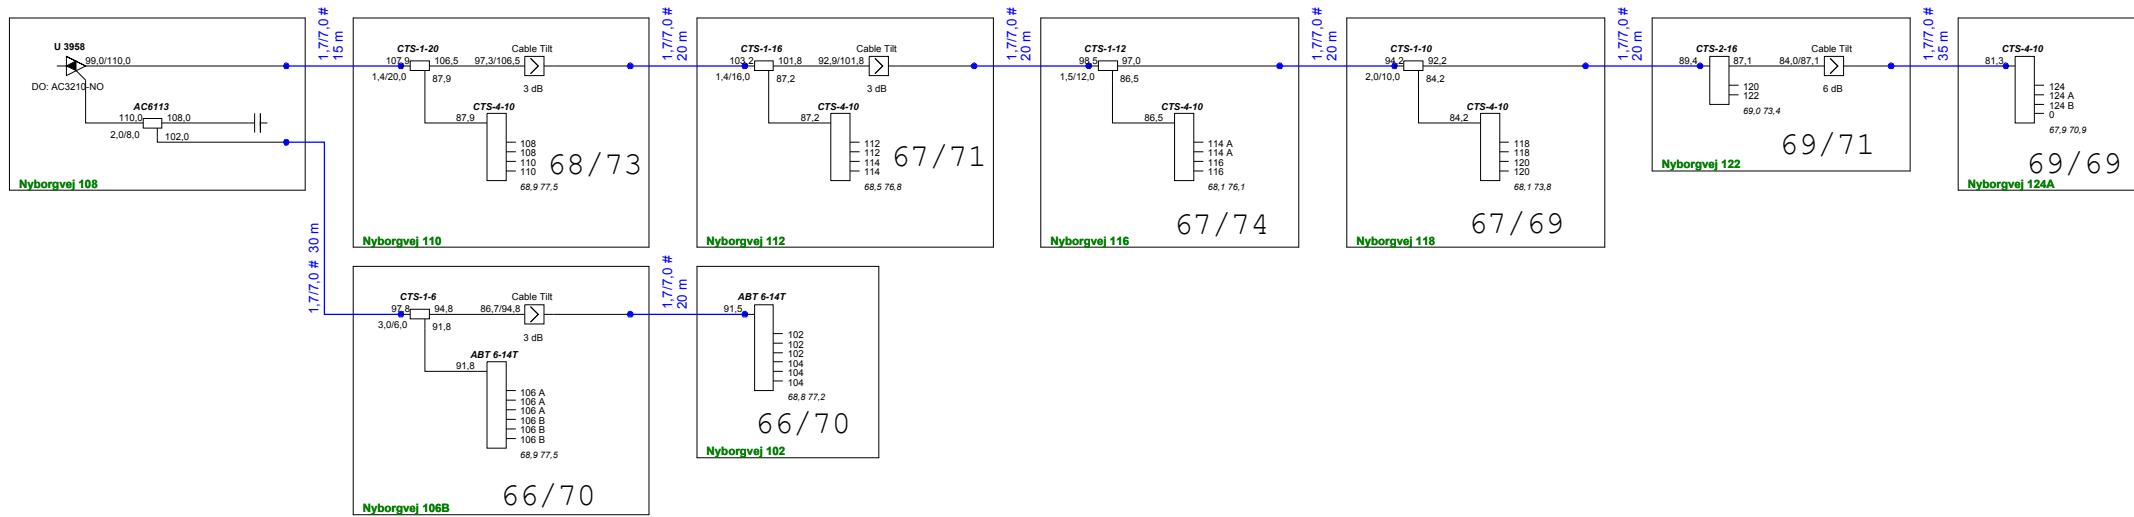 U 3958
99,0/110,0
DO: AC3210-NO
AC6113
110,0 108,0
2,0/8,0 102,0
Nyborgvej 108
1,7/7,0 #
15 m
CTS-1-20
107,9 106,5
1,4/20,0 87,9
Cable Tilt
97,3/106,5
3 dB
CTS-4-10
87,9
108
108
110
110
68,9 77,5
68/73
Nyborgvej 110
1,7/7,0 #
20 m
CTS-1-16
103,2 101,8
1,4/16,0 87,2
Cable Tilt
92,9/101,8
3 dB
CTS-4-10
87,2
112
112
114
114
68,5 76,8
67/71
Nyborgvej 112
1,7/7,0 #
20 m
CTS-1-12
98,5 97,0
1,5/12,0 86,5
CTS-4-10
86,5
114 A
114 A
116
116
68,1 76,1
67/74
Nyborgvej 116
1,7/7,0 #
20 m
CTS-1-10
94,2 92,2
2,0/10,0 84,2
CTS-4-10
84,2
118
118
120
120
68,1 73,8
67/69
Nyborgvej 118
1,7/7,0 #
20 m
CTS-2-16
89,4 87,1
120
122
69,0 73,4
Cable Tilt
84,0/87,1
6 dB
69/71
Nyborgvej 122
1,7/7,0 #
35 m
CTS-4-10
81,3
124
124 A
124 B
0
67,9 70,9
69/69
Nyborgvej 124A
1,7/7,0 # 30 m
CTS-1-6
97,8 94,8
3,0/6,0 91,8
Cable Tilt
86,7/94,8
3 dB
ABT 6-14T
91,8
106 A
106 A
106 A
106 B
106 B
106 B
68,9 77,5
66/70
Nyborgvej 106B
1,7/7,0 #
20 m
ABT 6-14T
91,5
102
102
102
104
104
104
68,8 77,2
66/70
Nyborgvej 102